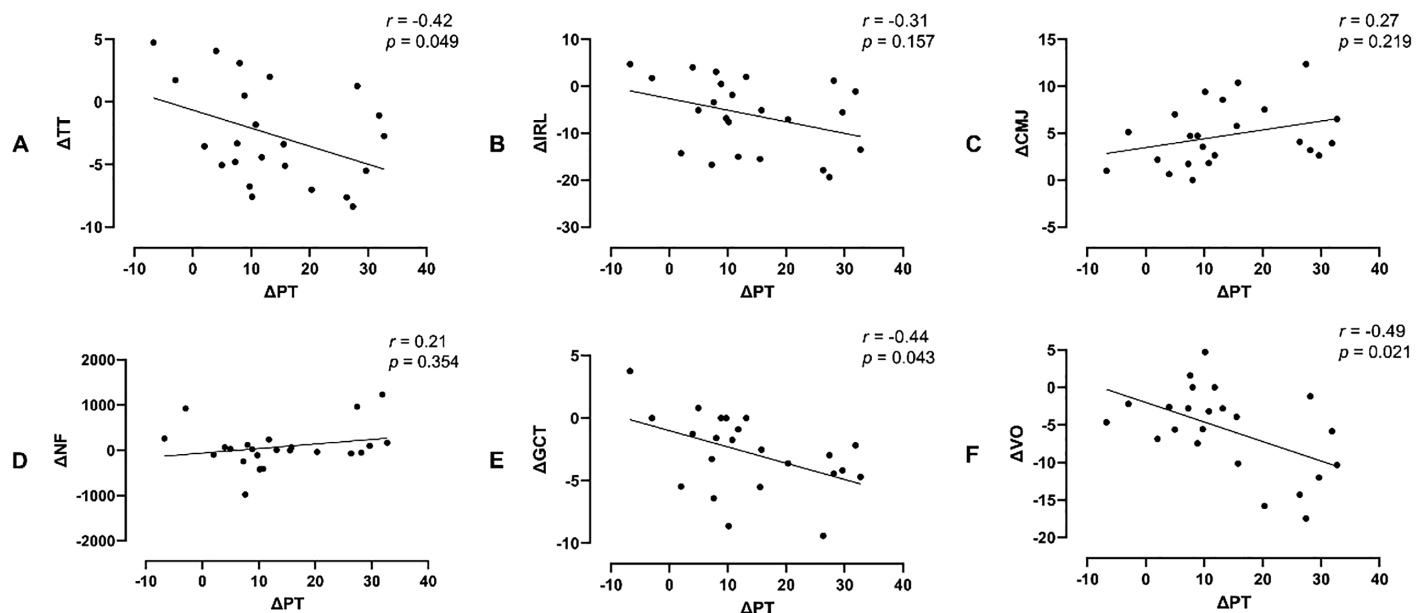 r = -0.42
p = 0.049
5
0
-5
-10
ΔTT
A
-10 0 10 20 30 40
ΔPT
r = -0.31
p = 0.157
10
0
-10
-20
-30
ΔIRL
B
-10 0 10 20 30 40
ΔPT
r = 0.27
p = 0.219
15
10
5
0
-5
ΔCMJ
C
-10 0 10 20 30 40
ΔPT
r = 0.21
p = 0.354
2000
1000
0
-1000
-2000
ΔNF
D
-10 0 10 20 30 40
ΔPT
r = -0.44
p = 0.043
5
0
-5
-10
ΔGCT
E
-10 0 10 20 30 40
ΔPT
r = -0.49
p = 0.021
5
0
-5
-10
-15
-20
ΔVO
F
-10 0 10 20 30 40
ΔPT